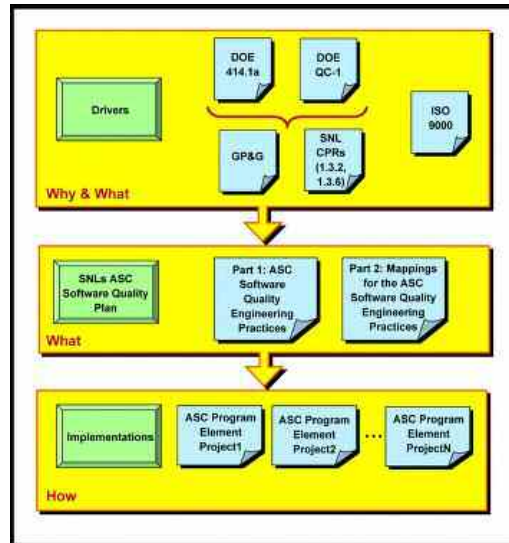 DOE
414.1a
DOE
QC-1
Drivers
ISO
9000
GP&G
SNL
CPRs
(1.3.2,
1.3.6)
Why & What
SNLs ASC
Software Quality
Plan
Part 1: ASC
Software
Quality
Engineering
Practices
Part 2: Mappings
for the ASC
Software Quality
Engineering
Practices
What
Implementations
ASC Program
Element
Project1
ASC Program
Element
Project2
...
ASC Program
Element
ProjectN
How